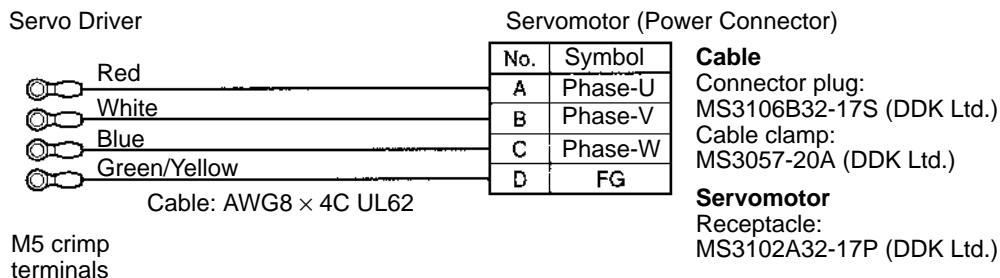 Servo Driver
Servomotor (Power Connector)
No. Symbol
Red
A Phase-U
White
B Phase-V
Blue
C Phase-W
Green/Yellow
D FG
Cable: AWG8 × 4C UL62
M5 crimp
terminals
Cable
Connector plug:
MS3106B32-17S (DDK Ltd.)
Cable clamp:
MS3057-20A (DDK Ltd.)
Servomotor
Receptacle:
MS3102A32-17P (DDK Ltd.)